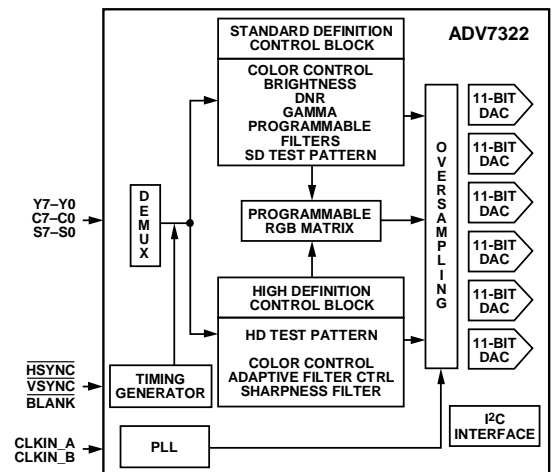 ADV7322
STANDARD DEFINITION
CONTROL BLOCK
COLOR CONTROL
BRIGHTNESS
DNR
GAMMA
PROGRAMMABLE
FILTERS
SD TEST PATTERN
Y7–Y0
C7–C0
S7–S0
DEMUX
PROGRAMMABLE
RGB MATRIX
HIGH DEFINITION
CONTROL BLOCK
HD TEST PATTERN
COLOR CONTROL
ADAPTIVE FILTER CTRL
SHARPNESS FILTER
HSYNC
VSYNC
BLANK
TIMING
GENERATOR
CLKIN_A
CLKIN_B
PLL
OVERSAMPLING
11-BIT
DAC
11-BIT
DAC
11-BIT
DAC
11-BIT
DAC
11-BIT
DAC
11-BIT
DAC
I²C
INTERFACE